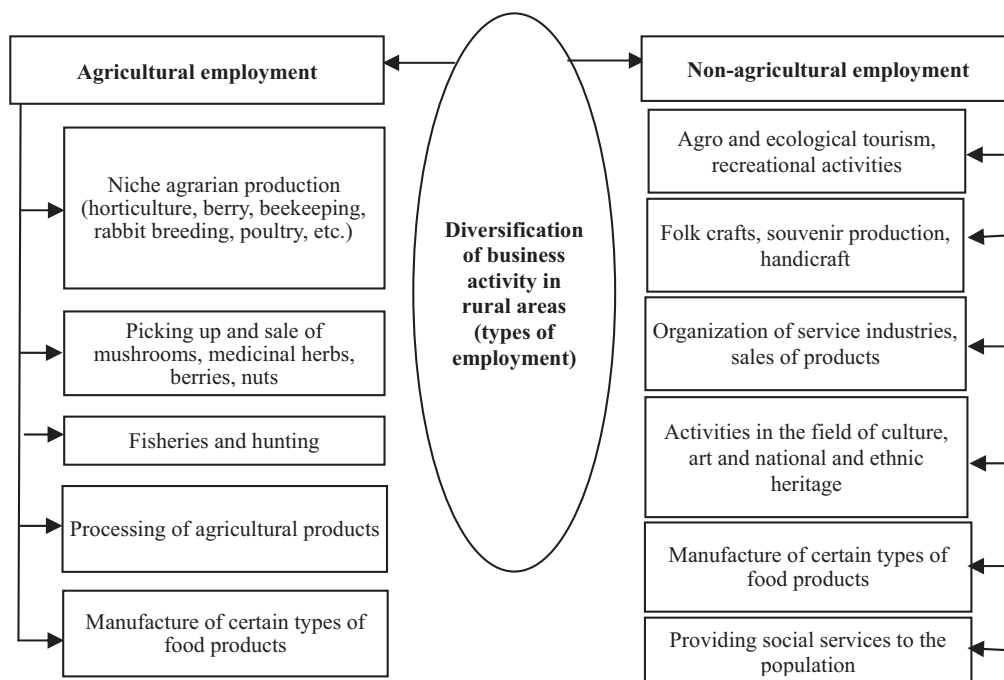 Agricultural employment
Niche agrarian production
(horticulture, berry, beekeeping,
rabbit breeding, poultry, etc.)
Picking up and sale of
mushrooms, medicinal herbs,
berries, nuts
Fisheries and hunting
Processing of agricultural products
Manufacture of certain types of
food products
Diversification
of business
activity in
rural areas
(types of
employment)
Non-agricultural employment
Agro and ecological tourism,
recreational activities
Folk crafts, souvenir production,
handicraft
Organization of service industries,
sales of products
Activities in the field of culture,
art and national and ethnic
heritage
Manufacture of certain types of
food products
Providing social services to the
population